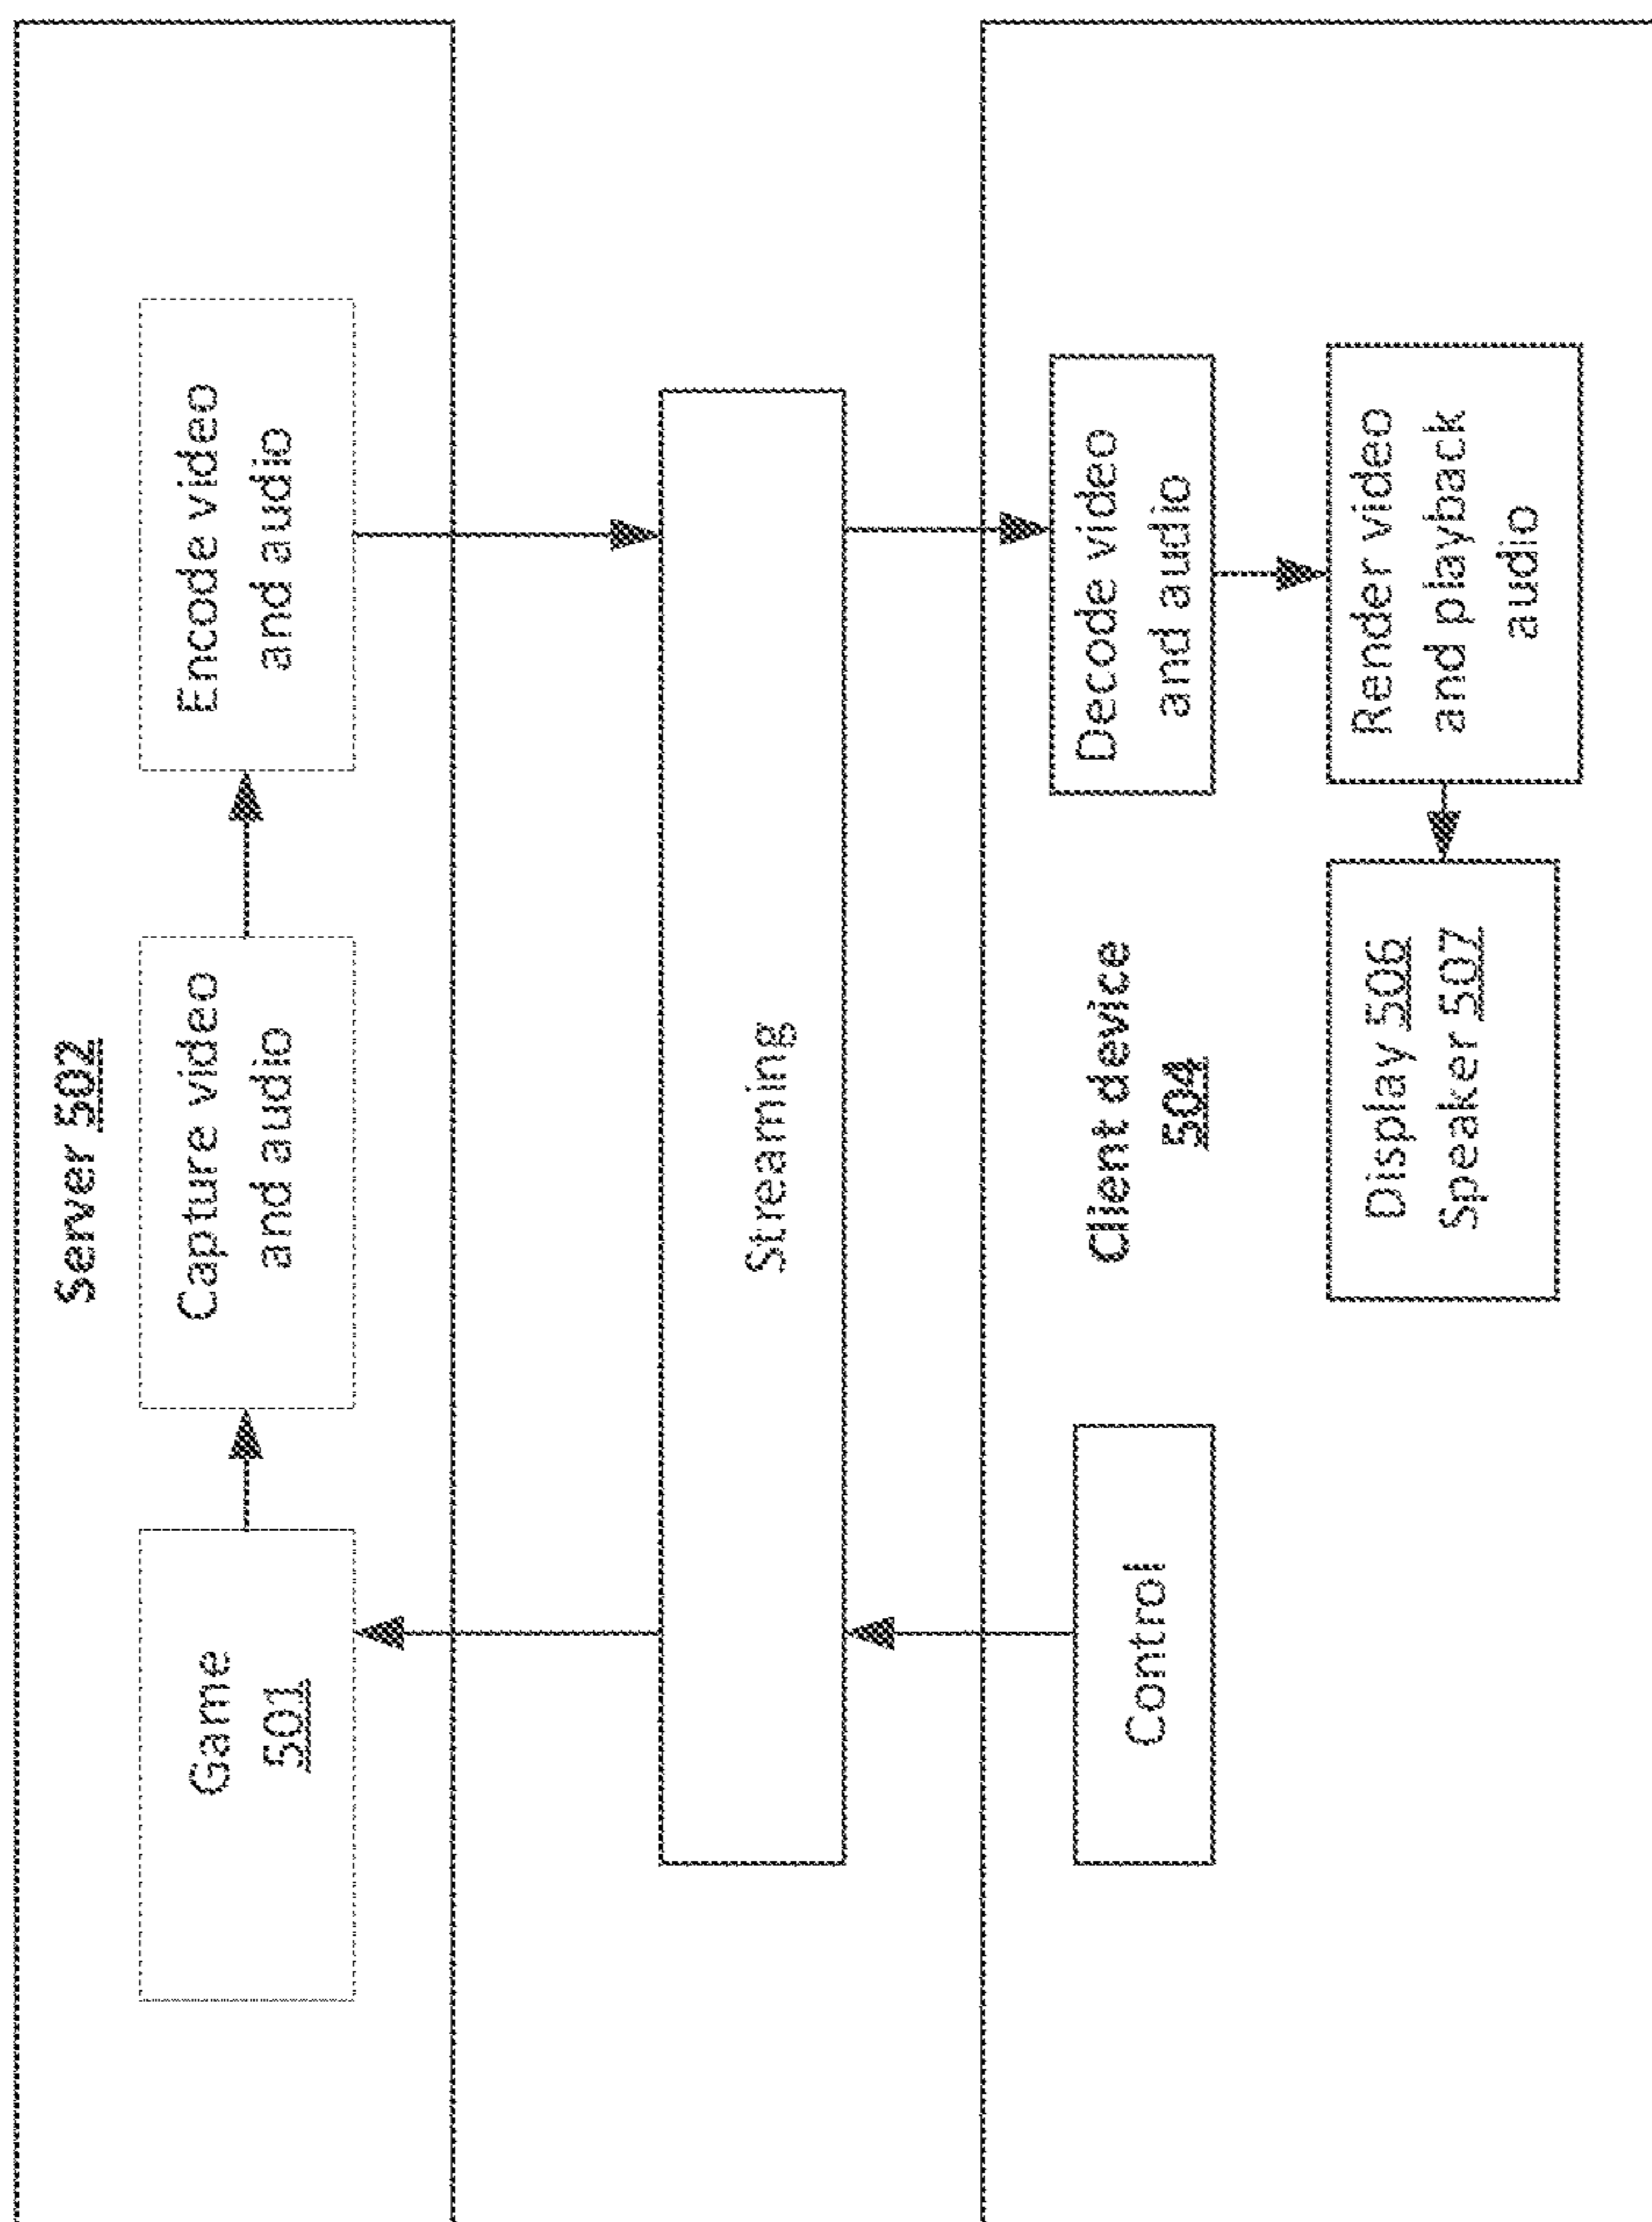 Server 502
Game
501
Capture video
and audio
Encode video
and audio
Streaming
Client device
504
Control
Decode video
and audio
Display 506
Speaker 507
Render video
and playback
audio